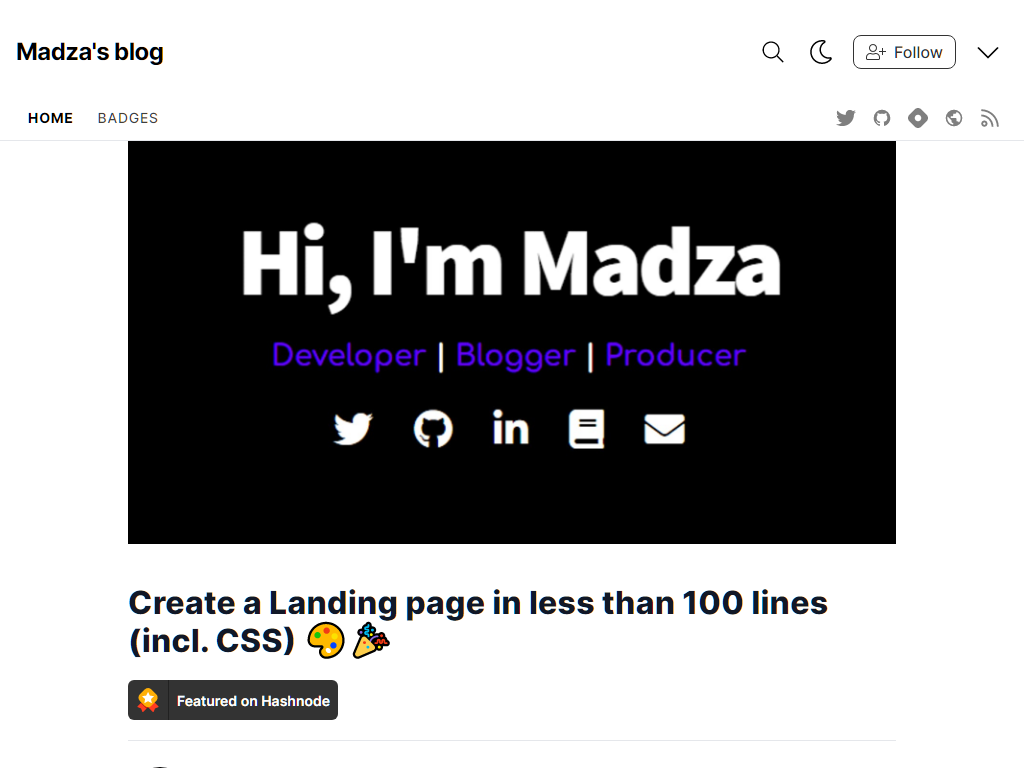 Madza's blog
Follow
HOME BADGES
Hi, I'm Madza
Developer | Blogger | Producer
Create a Landing page in less than 100 lines
(incl. CSS) 🎨🎉
Featured on Hashnode